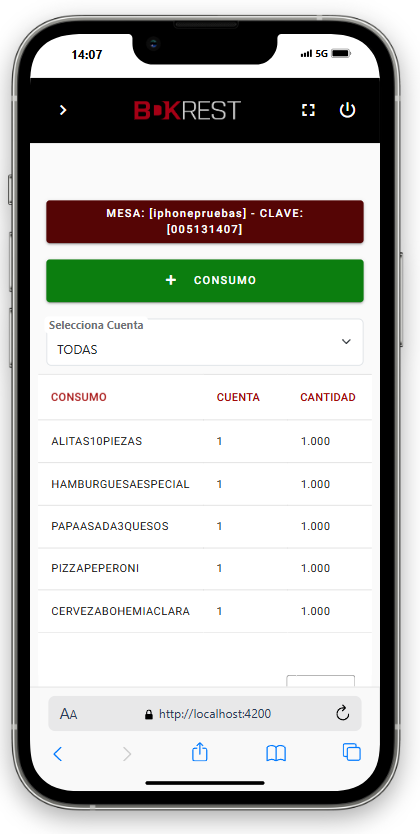 14:07 5G
BDKREST
MESA: [iphonepruebas] - CLAVE:
[005131407]
+ CONSUMO
Selecciona Cuenta
TODAS
CONSUMO CUENTA CANTIDAD
ALITAS10PIEZAS 1 1.000
HAMBURGUESAESPECIAL 1 1.000
PAPAASADA3QUESOS 1 1.000
PIZZAPEPERONI 1 1.000
CERVEZABOHEMIACLARA 1 1.000
AA http://localhost:4200